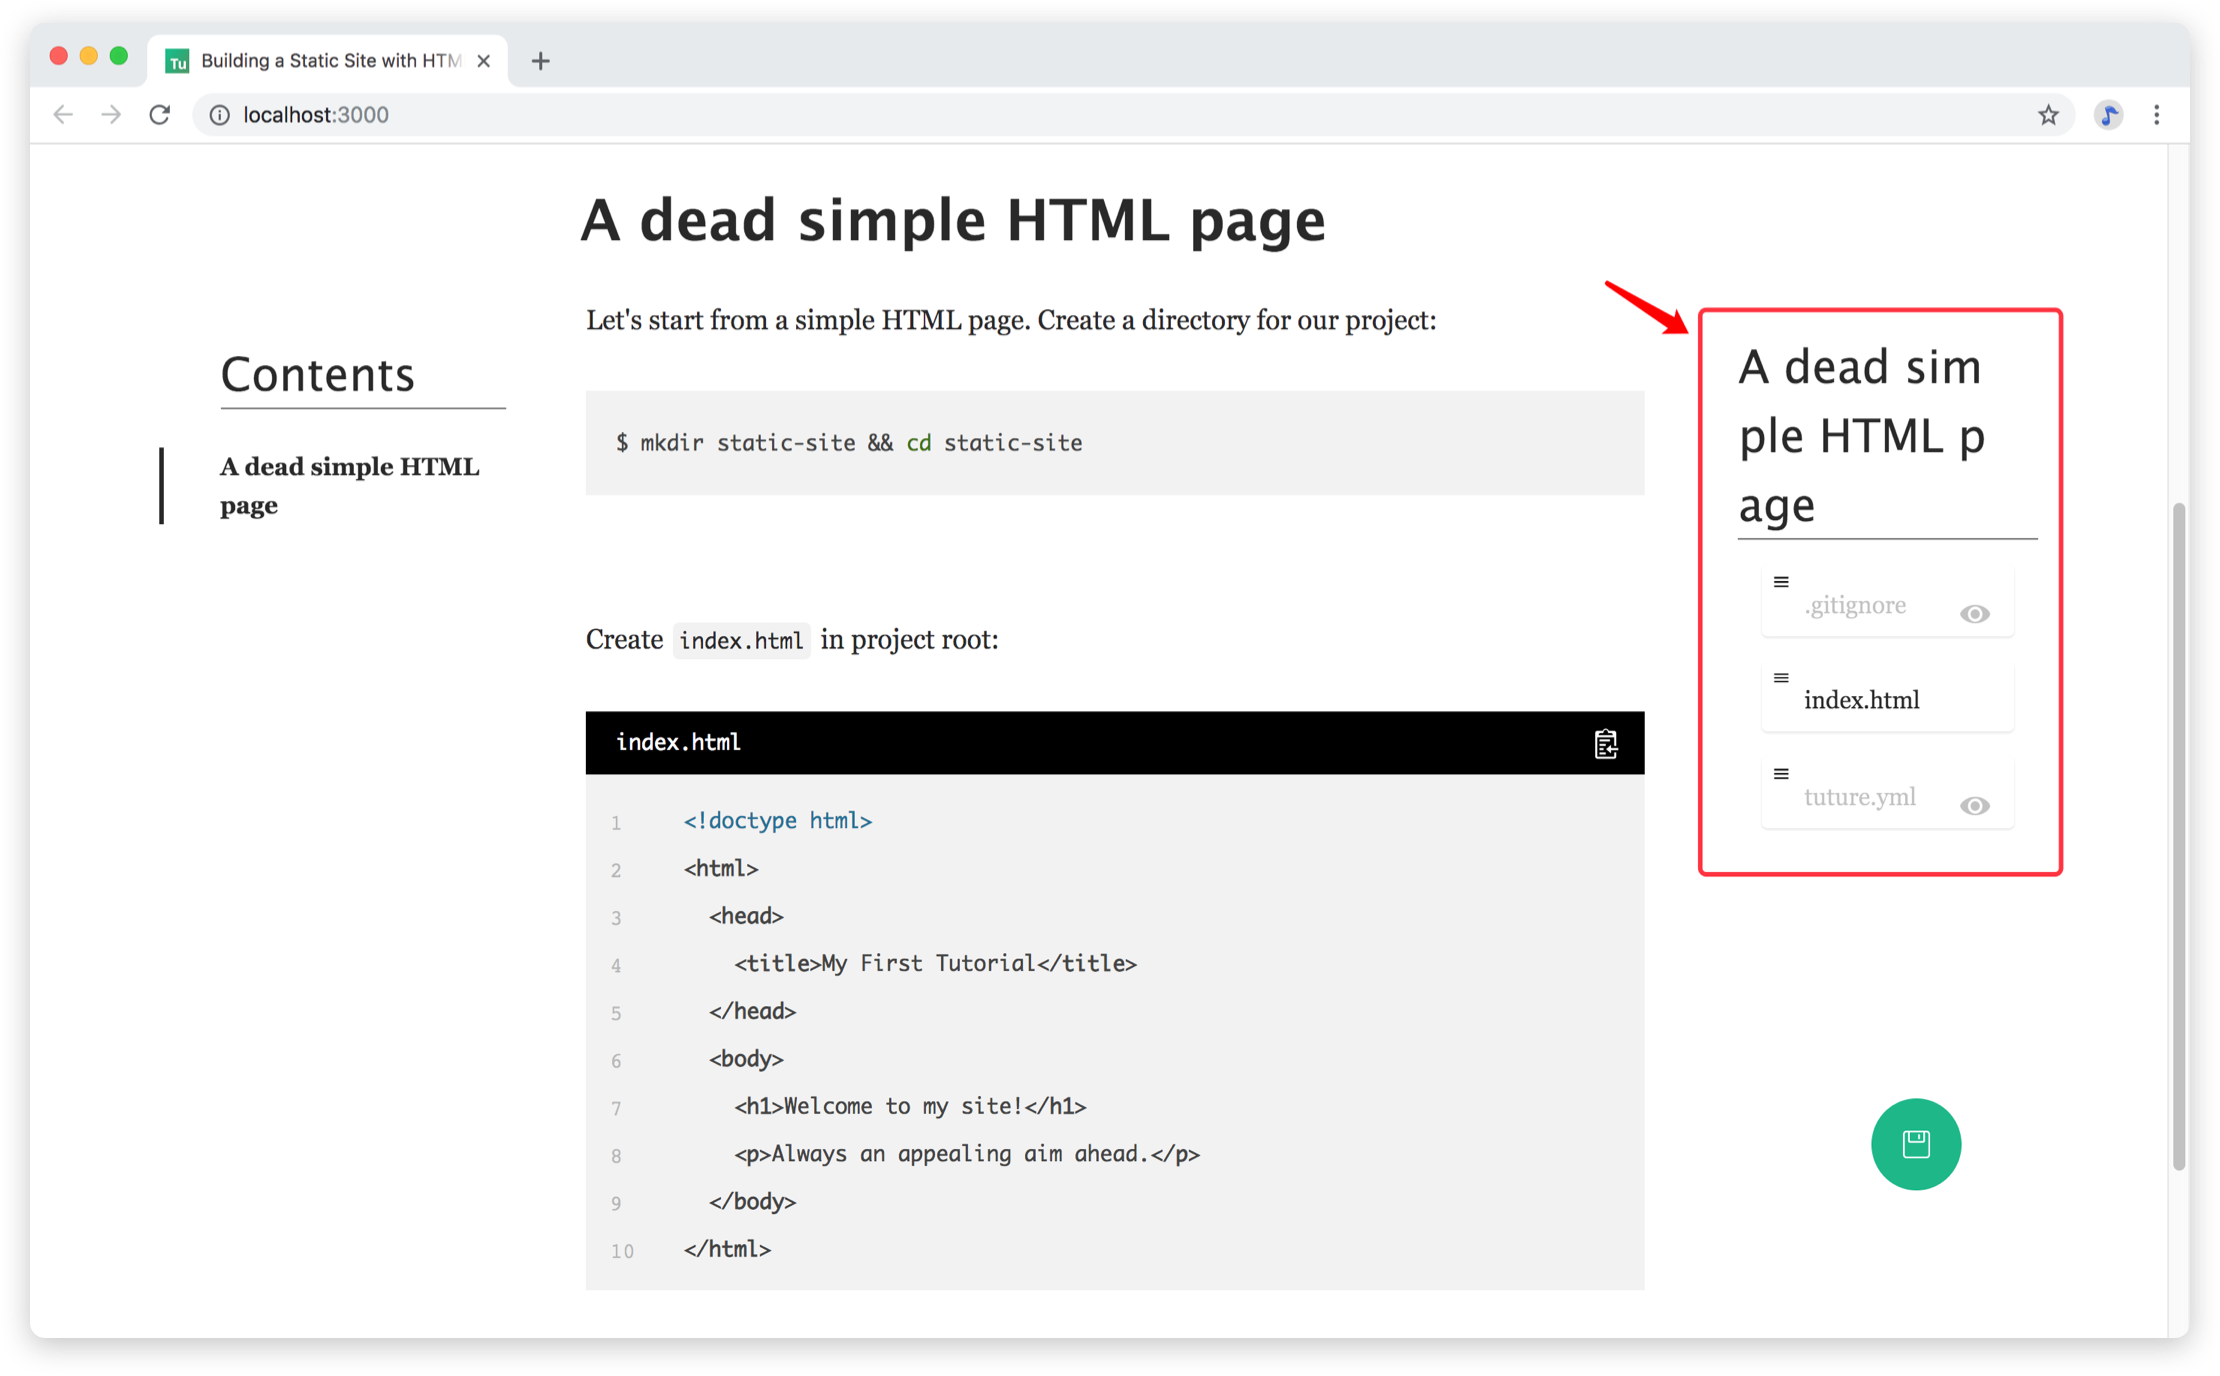 Tu Building a Static Site with HTM
localhost:3000
A dead simple HTML page
Let's start from a simple HTML page. Create a directory for our project:
Contents
A dead simple HTML
page
$ mkdir static-site && cd static-site
Create index.html in project root:
index.html
1 <!doctype html>
2 <html>
3 <head>
4 <title>My First Tutorial</title>
5 </head>
6 <body>
7 <h1>Welcome to my site!</h1>
8 <p>Always an appealing aim ahead.</p>
9 </body>
10 </html>
A dead sim
ple HTML p
age
.gitignore
index.html
tuture.yml